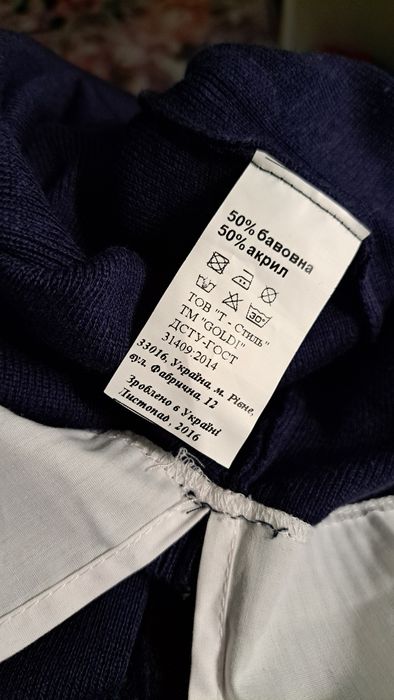 50% бавовна
50% акрил
30°
ТОВ "Т - Стиль"
ТМ "GOLDI"
ДСТУ-ГОСТ
31409:2014
33016, Україна, м. Рівне,
вул. Фабрична 12
Зроблено в Україні
Листопад, 2016